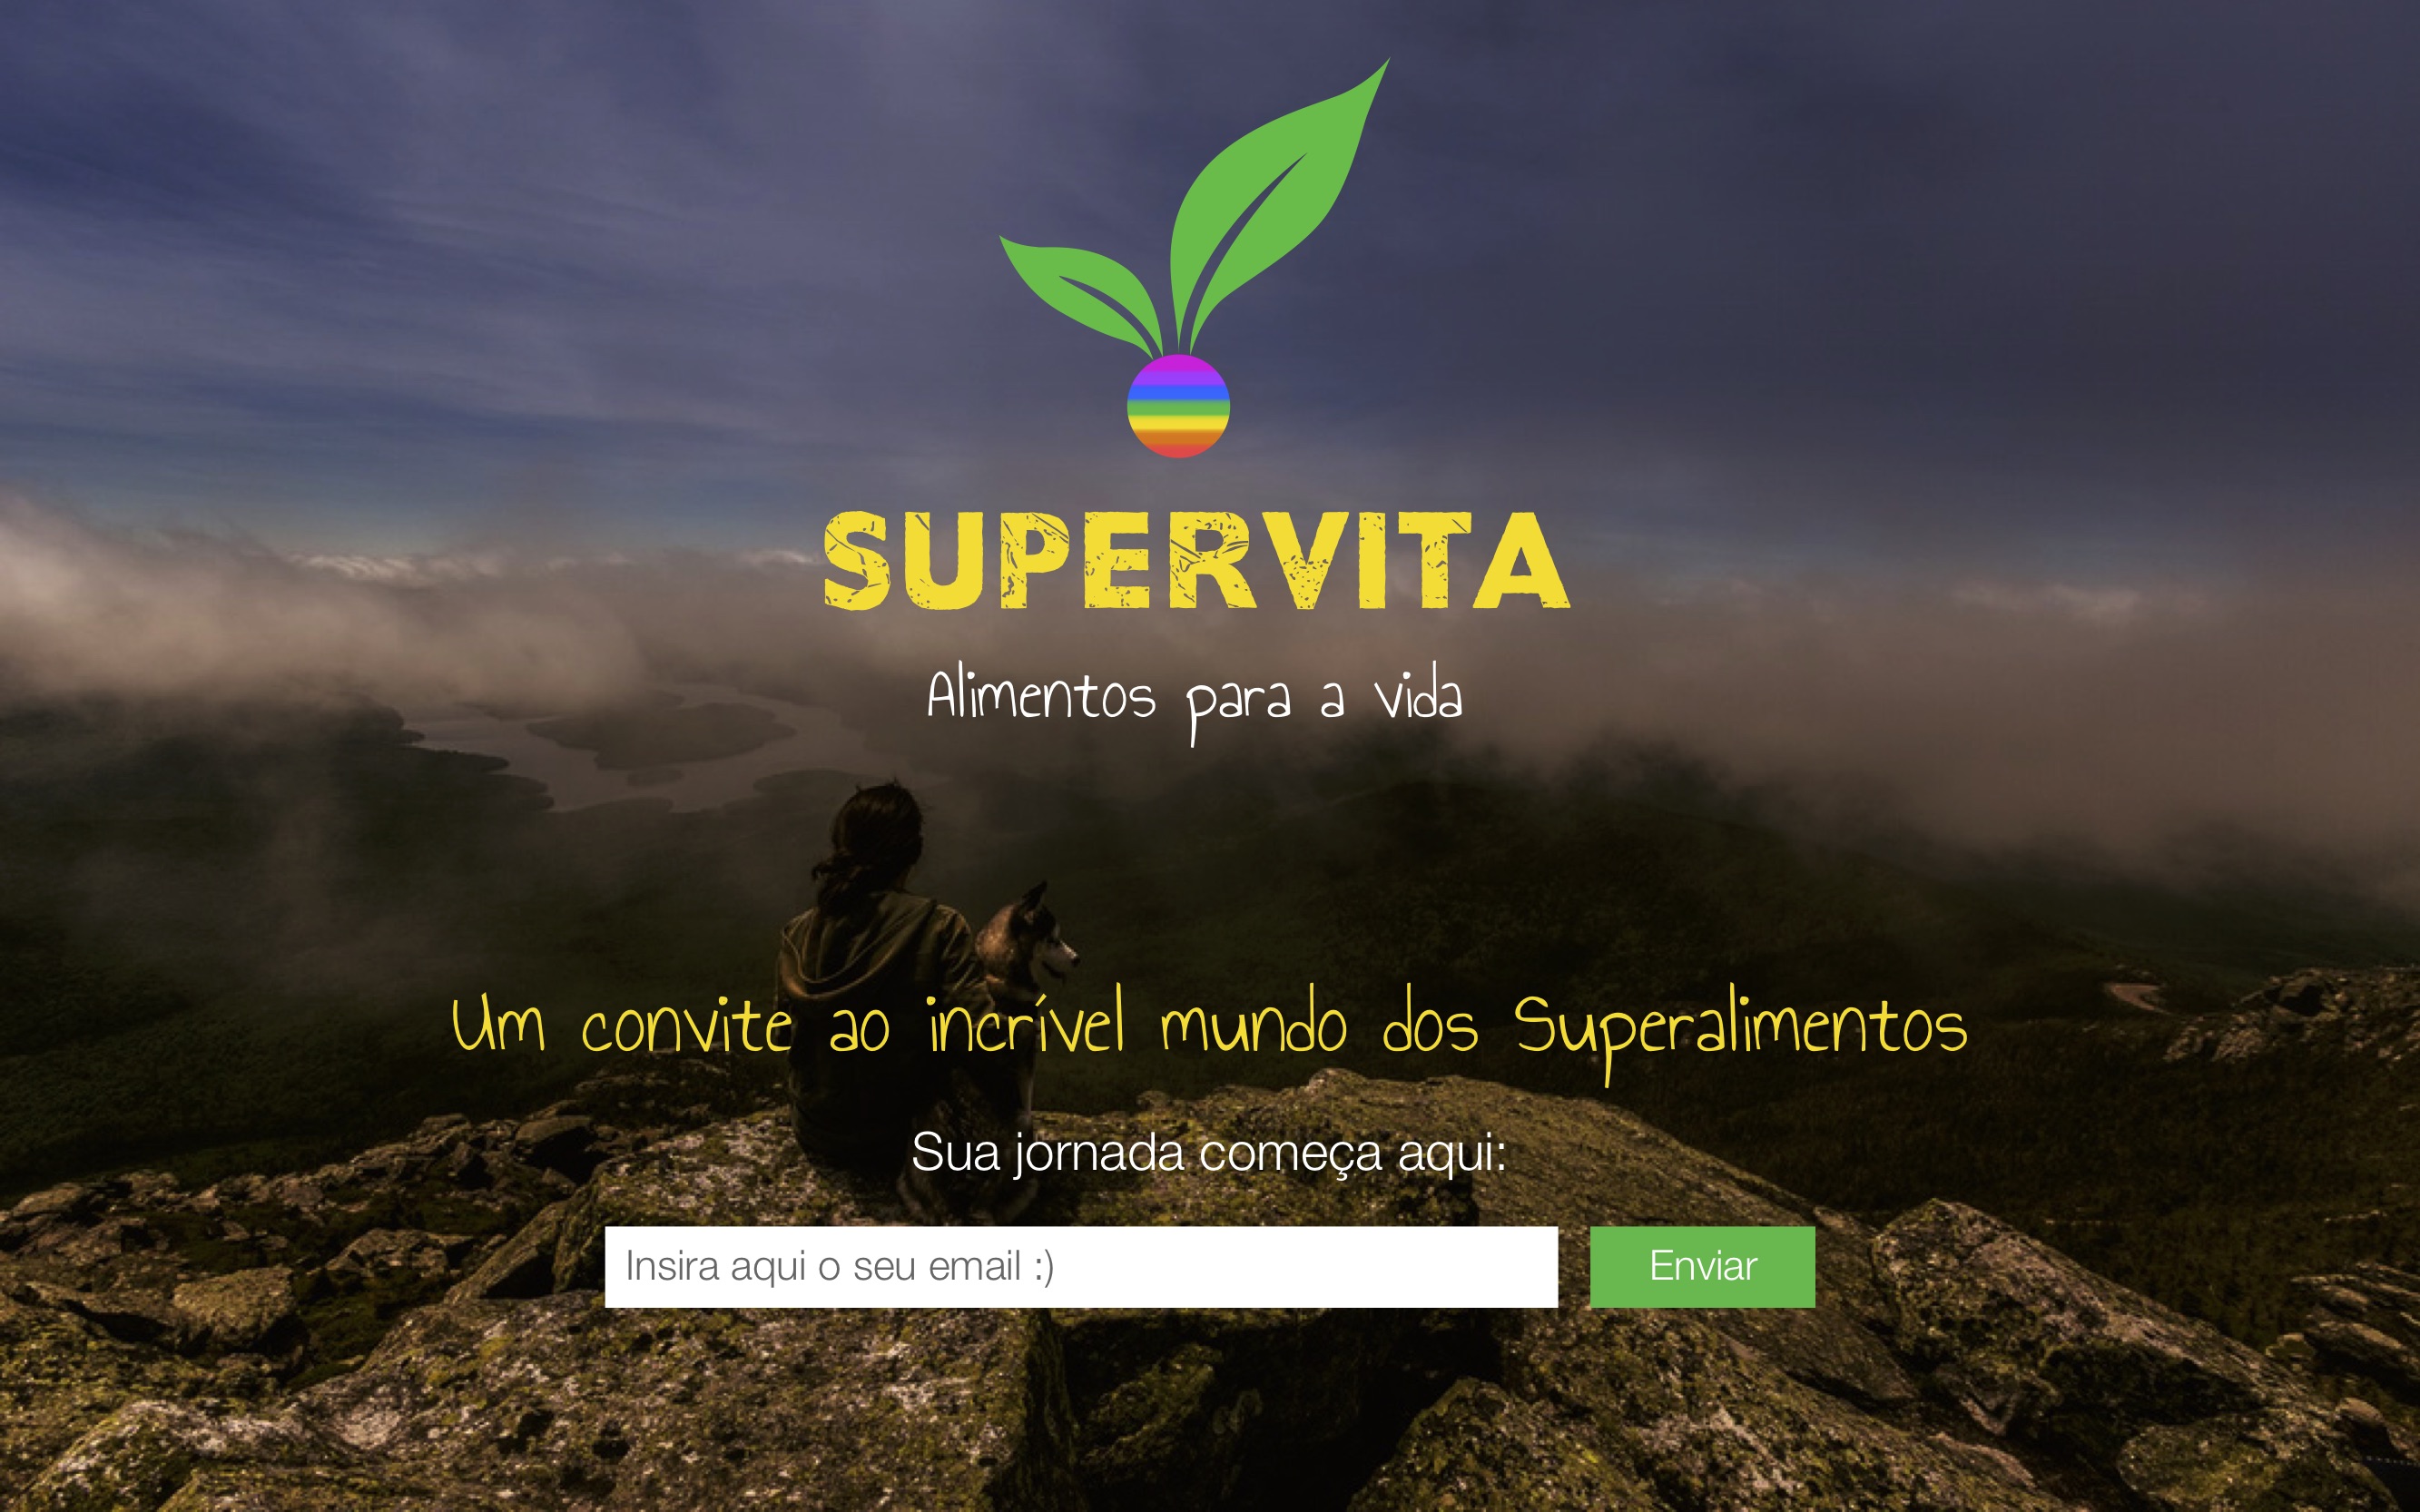 SUPERVITA
Alimentos para a vida
Um convite ao incrível mundo dos Superalimentos
Sua jornada começa aqui:
Insira aqui o seu email :)
Enviar